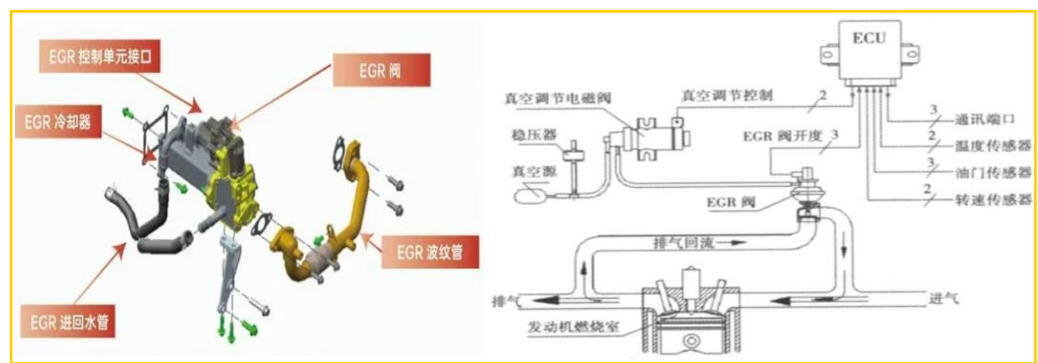 EGR 控制单元接口
EGR 阀
EGR 冷却器
EGR 波纹管
EGR 进回水管
ECU
真空调节电磁阀
真空调节控制
2
稳压器
EGR 阀开度
3
3
通讯端口
2
温度传感器
真空源
3
油门传感器
EGR 阀
2
转速传感器
排气回流
排气
进气
发动机燃烧室